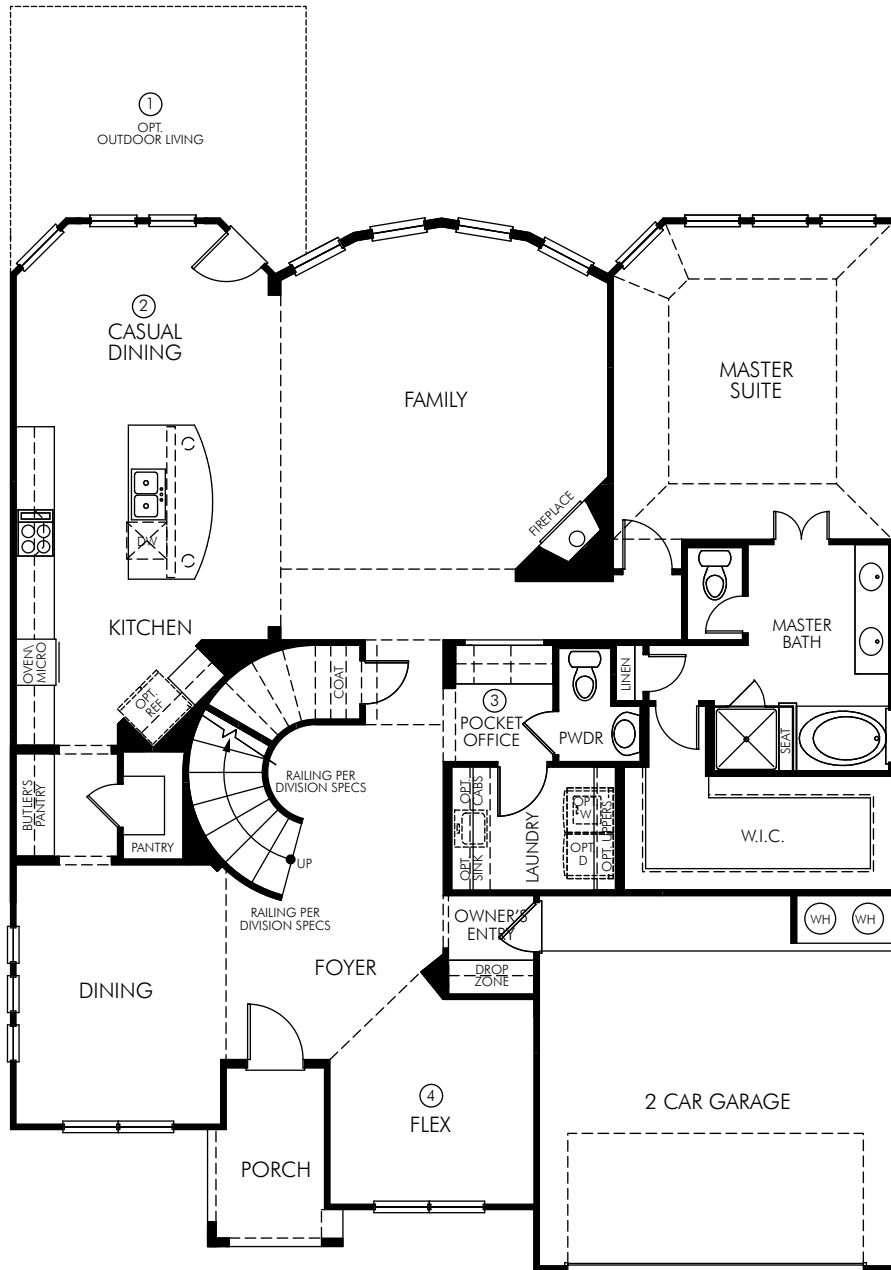 1
OPT.
OUTDOOR LIVING
2
CASUAL
DINING
FAMILY
MASTER
SUITE
FIREPLACE
DW
KITCHEN
OVEN\
MICRO
OPT.
REF
COAT
LINEN
MASTER
BATH
3
POCKET
OFFICE
PWDR
SEAT
RAILING PER
DIVISION SPECS
BUTLER'S
PANTRY
PANTRY
UP
OPT.
CABS
OPT
SINK
LAUNDRY
OPT
W
OPT
D
OPT. UPPERS
W.I.C.
RAILING PER
DIVISION SPECS
OWNER'S
ENTRY
WH
WH
DROP
ZONE
FOYER
DINING
4
FLEX
2 CAR GARAGE
PORCH